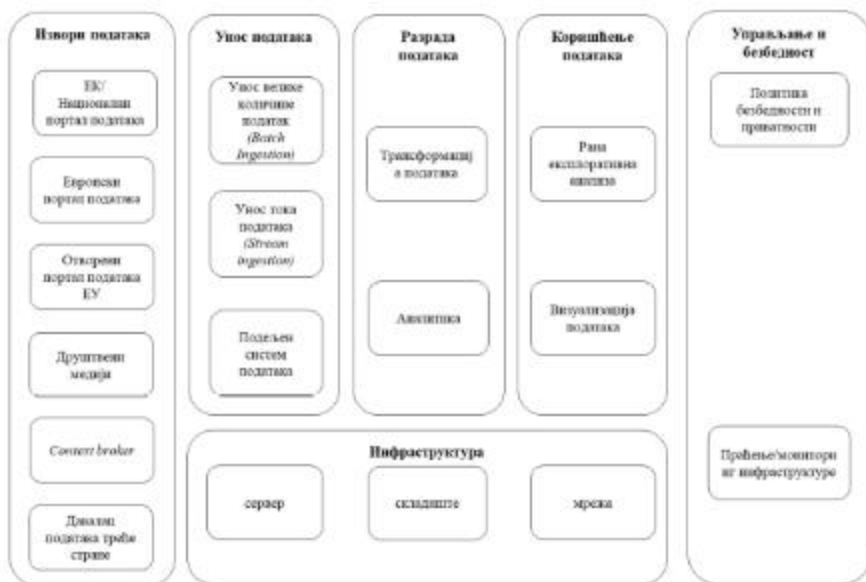 Извори података
ЕК/
Национални
портал података
Европски
портал података
Отворени
портал података
ЕУ
Друштвени
медији
Context broker
Давалац
података треће
стране
Унос података
Унос велике
количине
податак
(Batch
Ingestion)
Унос тока
података
(Stream
ingestion)
Подељен
систем
података
Разрада
података
Трансформациј
а података
Аналитика
Коришћење
података
Рана
експлоративна
анализа
Визуализација
података
Инфраструктура
сервер
складиште
мрежа
Управљање и
безбедност
Политика
безбедности и
приватности
Праћење/монитори
нг инфраструктуре